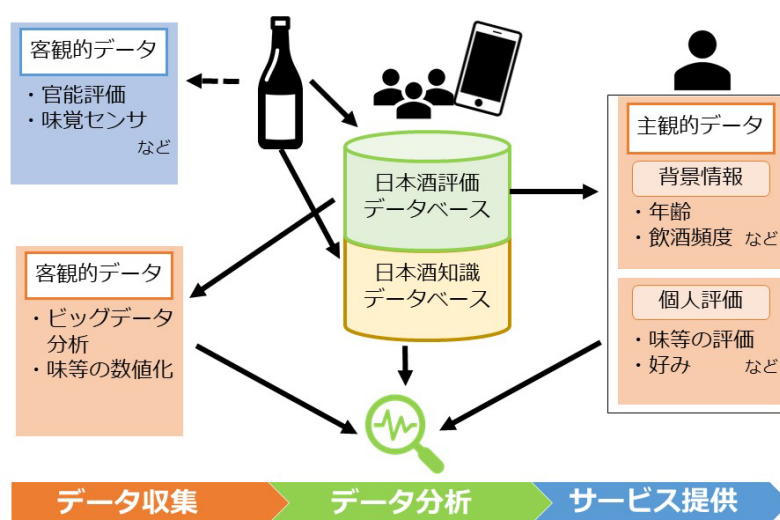 客観的データ
・官能評価
・味覚センサ
など
日本酒評価
データベース
日本酒知識
データベース
客観的データ
・ビッグデータ
分析
・味等の数値化
主観的データ
背景情報
・年齢
・飲酒頻度 など
個人評価
・味等の評価
・好み など
データ収集
データ分析
サービス提供